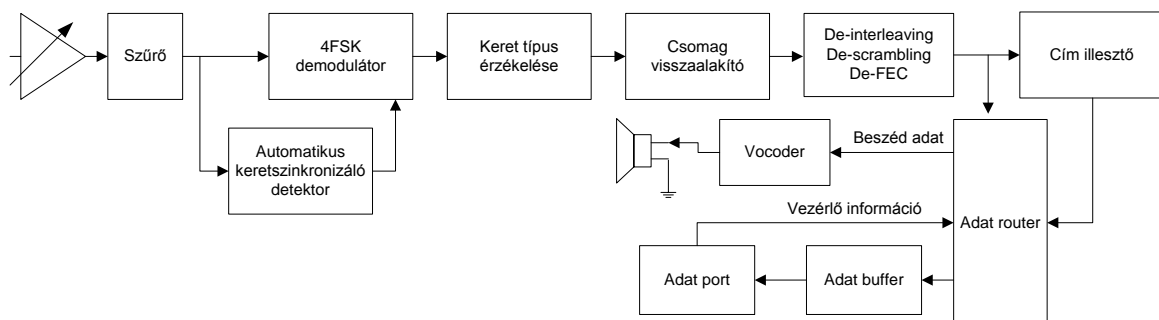 Szűrő
4FSK
demodulátor
Keret típus
érzékelése
Csomag
visszaalakító
De-interleaving
De-scrambling
De-FEC
Cím illesztő
Automatikus
keretszinkronizáló
detektor
Vocoder
Beszéd adat
Adat router
Vezérlő információ
Adat port
Adat buffer